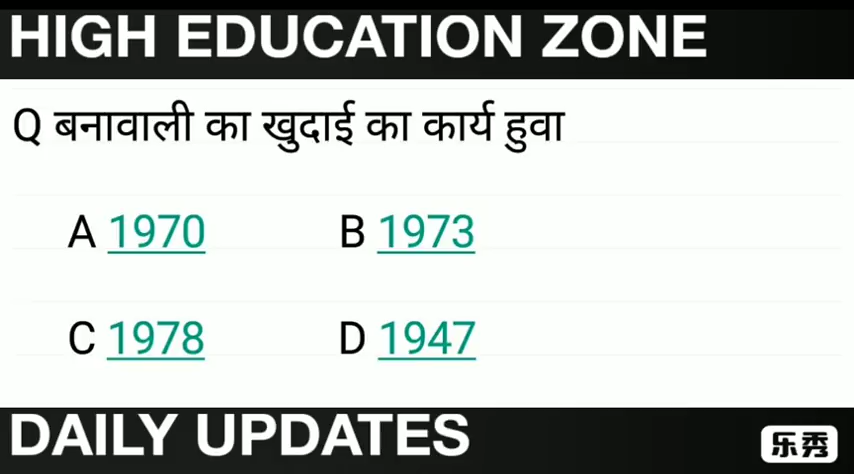 HIGH EDUCATION ZONE
Q बनावाली का खुदाई का कार्य हुवा
A 1970 B 1973
C 1978 D 1947
DAILY UPDATES
乐秀